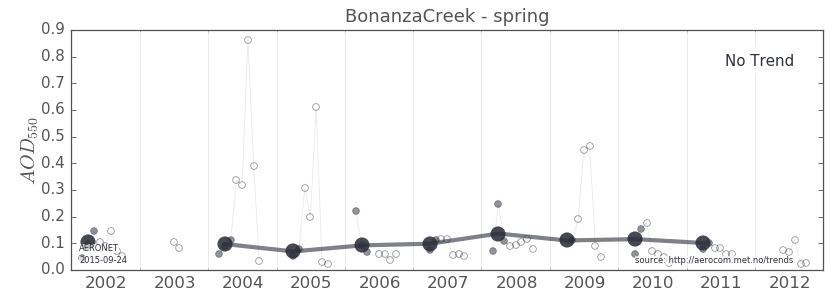 BonanzaCreek - spring
0.9
0.8
0.7
0.6
0.5
0.4
0.3
0.2
0.1
0.0
AOD550
No Trend
AERONET
2015-09-24
source: http://aerocom.met.no/trends
2002 2003 2004 2005 2006 2007 2008 2009 2010 2011 2012